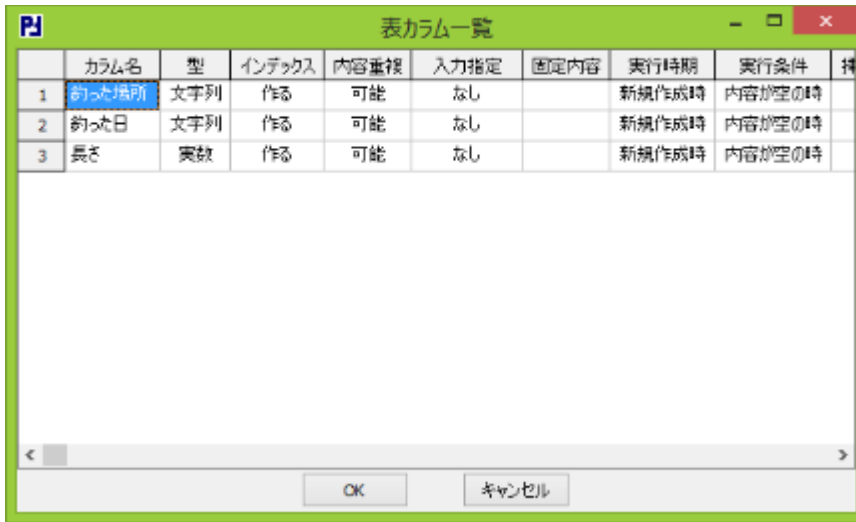 表カラム一覧
カラム名 型 インデックス 内容重複 入力指定 固定内容 実行時期 実行条件
1 釣った場所 文字列 作る 可能 なし 新規作成時 内容が空の時
2 釣った日 文字列 作る 可能 なし 新規作成時 内容が空の時
3 長さ 実数 作る 可能 なし 新規作成時 内容が空の時
OK キャンセル